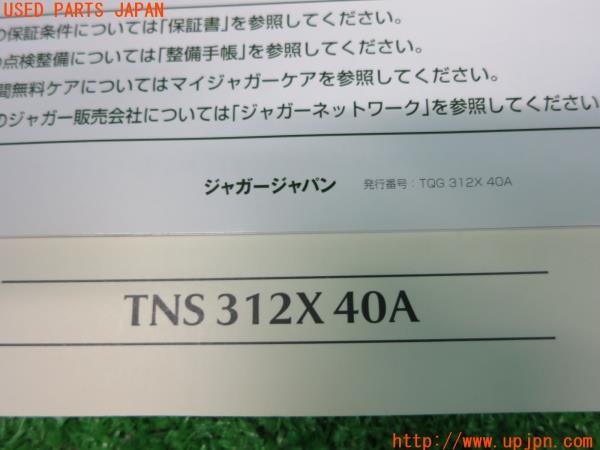 USED PARTS JAPAN
の保証条件については「保証書」を参照してください。
の点検整備については「整備手帳」を参照してください。
間無料ケアについてはマイジャガーケアを参照してください。
のジャガー販売会社については「ジャガーネットワーク」を参照してください
ジャガージャパン 発行番号：TQG 312X 40A
TNS 312X 40A
http://www.upjpn.com/